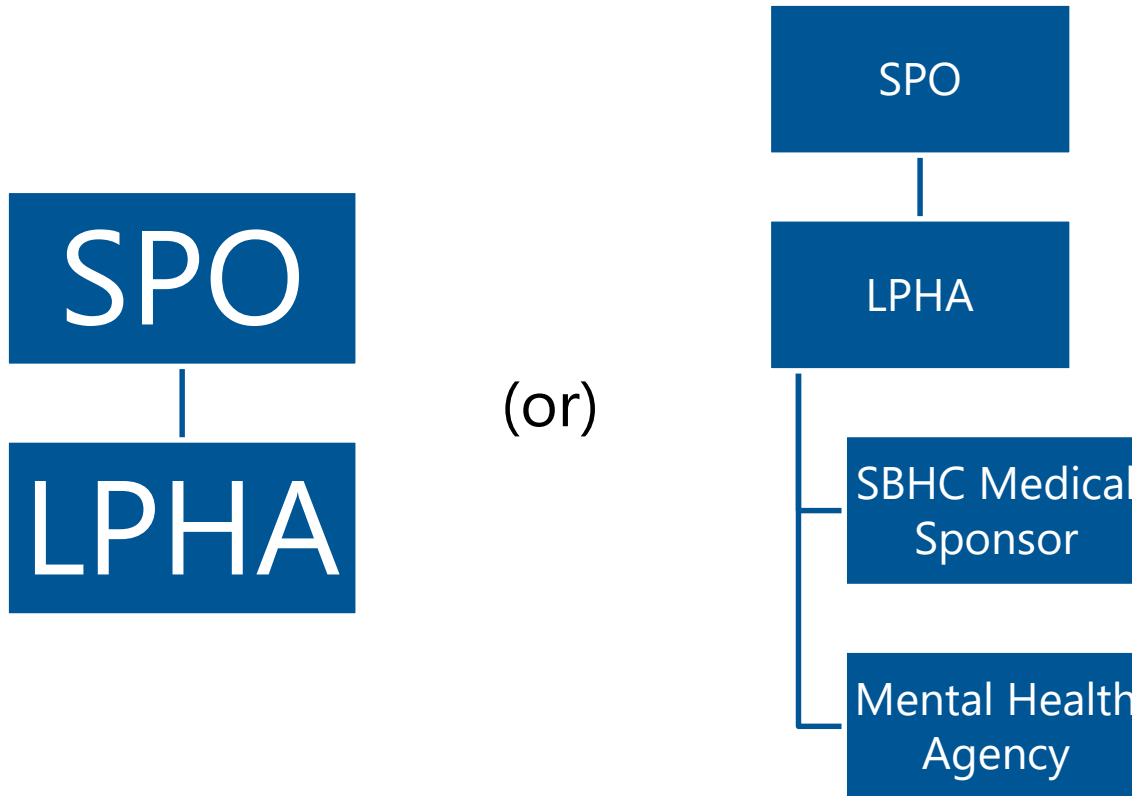 SPO
LPHA
(or)
SPO
LPHA
SBHC Medical
Sponsor
Mental Health
Agency